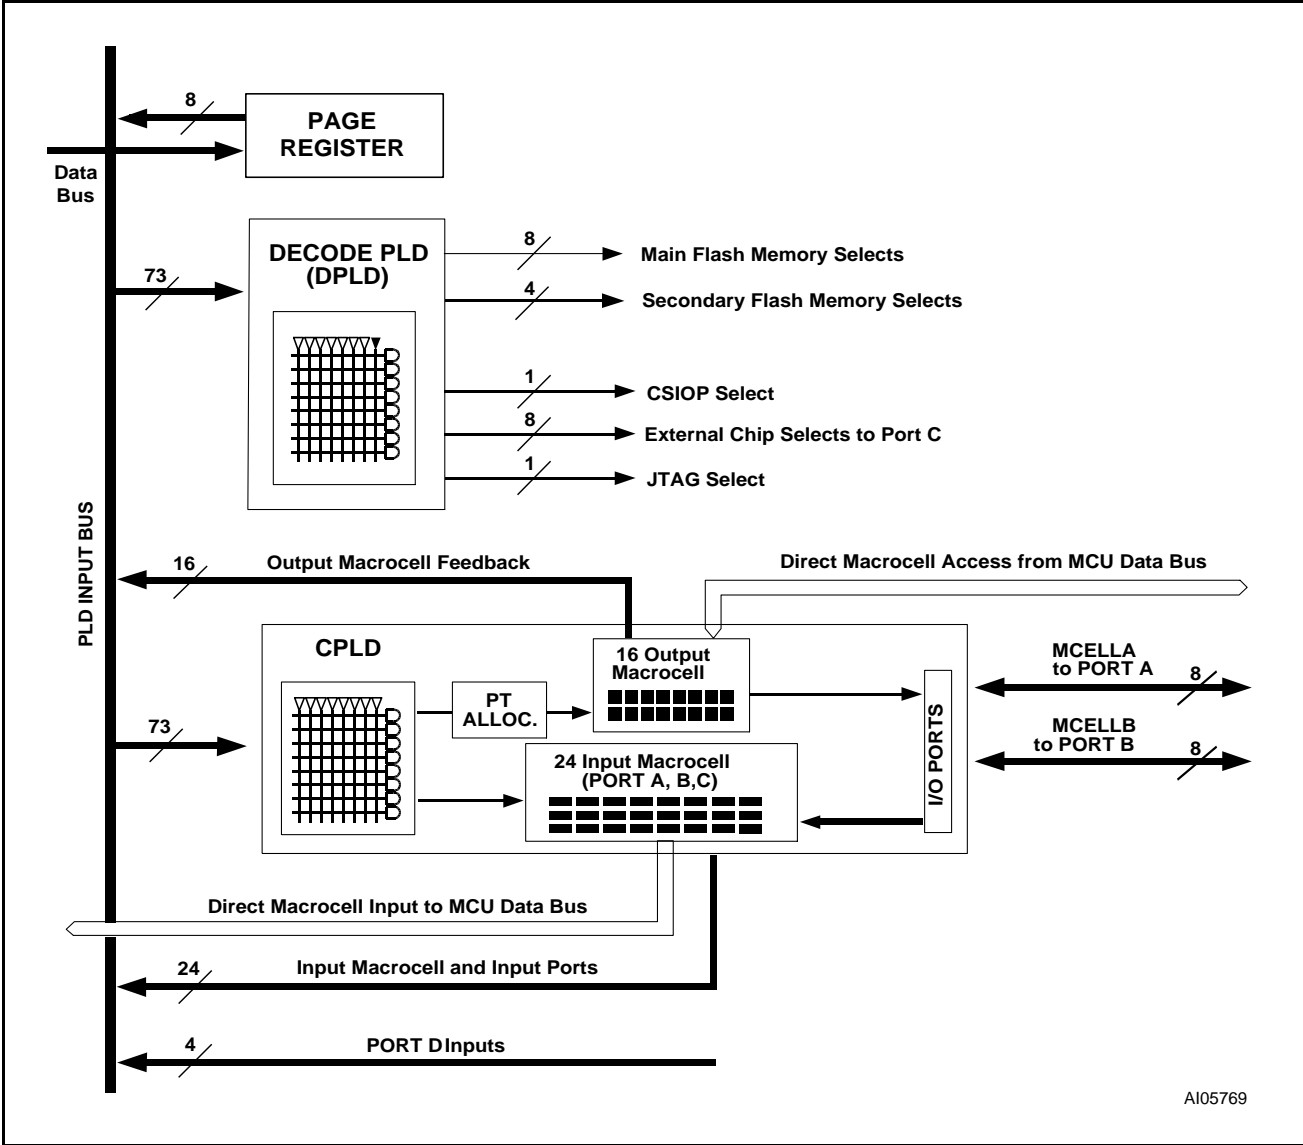 8
PAGE
REGISTER
Data
Bus
DECODE PLD
(DPLD)
73
8
Main Flash Memory Selects
4
Secondary Flash Memory Selects
1
CSIOP Select
8
External Chip Selects to Port C
1
JTAG Select
PLD INPUT BUS
16
Output Macrocell Feedback
Direct Macrocell Access from MCU Data Bus
CPLD
73
PT
ALLOC.
16 Output
Macrocell
24 Input Macrocell
(PORT A, B,C)
I/O PORTS
MCELLA
to PORT A
8
MCELLB
to PORT B
8
Direct Macrocell Input to MCU Data Bus
24
Input Macrocell and Input Ports
4
PORT D Inputs
AI05769